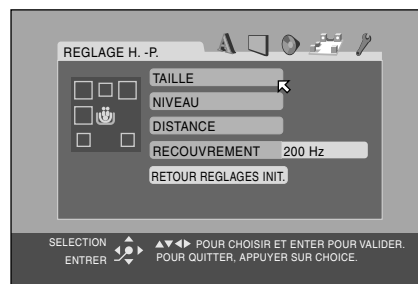 REGLAGE H. -P.
TAILLE
NIVEAU
DISTANCE
RECOUVREMENT 200 Hz
RETOUR REGLAGES INIT.
SELECTION
ENTRER
▲▼◀▶ POUR CHOISIR ET ENTER POUR VALIDER.
POUR QUITTER, APPUYER SUR CHOICE.